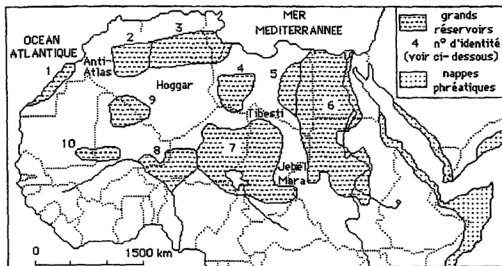 MER
MEDITERRANNEE
OCEAN
ATLANTIQUE
1
2
3
Anti-
Atlas
Hoggar
4
5
6
Tibesti
9
10
8
7
Jebel
Mara
0 1500 km
grands
réservoirs
4 n° d'identité
(voir ci-dessous)
nappes
phréatiques